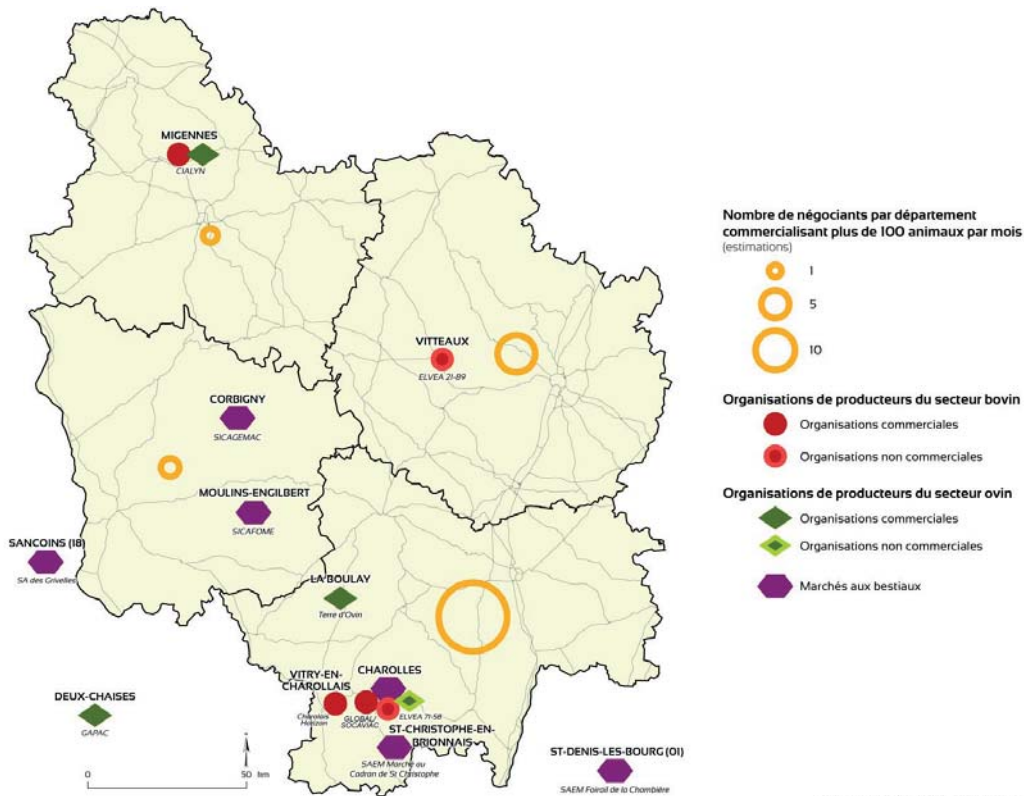 MIGENNES
CIALYN
VITTEAUX
ELVEA 21-89
CORBIGNY
SICAGEMAC
MOULINS-ENGILBERT
SICAFOME
SANCOINS (18)
SA des Grivelles
LA BOULAY
Terre d'Ovin
VITRY-EN-
CHAROLLAIS
Charolais
Horizon
CHAROLLES
GLOBAL/
SOCAVIAC
ELVEA 71-58
ST-CHRISTOPHE-EN-
BRIONNAIS
SAEM Marché au
Cadran de St Christophe
DEUX-CHAISES
GAPAC
ST-DENIS-LES-BOURG (01)
SAEM Foirail de la Chambière
0 50 km
Nombre de négociants par département
commercialisant plus de 100 animaux par mois
(estimations)
1
5
10
Organisations de producteurs du secteur bovin
Organisations commerciales
Organisations non commerciales
Organisations de producteurs du secteur ovin
Organisations commerciales
Organisations non commerciales
Marchés aux bestiaux